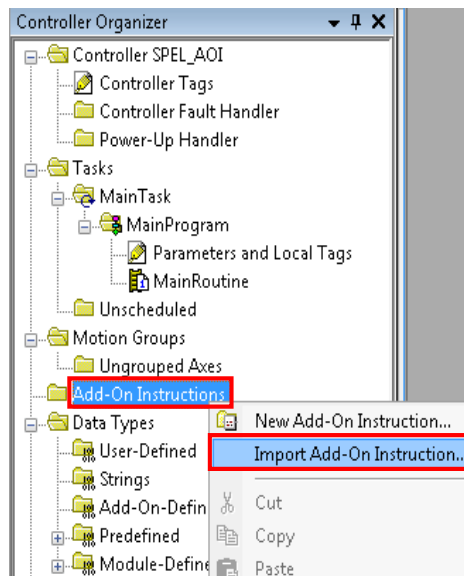 Controller Organizer
Controller SPEL_AOI
Controller Tags
Controller Fault Handler
Power-Up Handler
Tasks
MainTask
MainProgram
Parameters and Local Tags
MainRoutine
Unscheduled
Motion Groups
Ungrouped Axes
Add-On Instructions
Data Types
User-Defined
Strings
Add-On-Defin
Predefined
Module-Define
New Add-On Instruction...
Import Add-On Instruction...
Cut
Copy
Paste